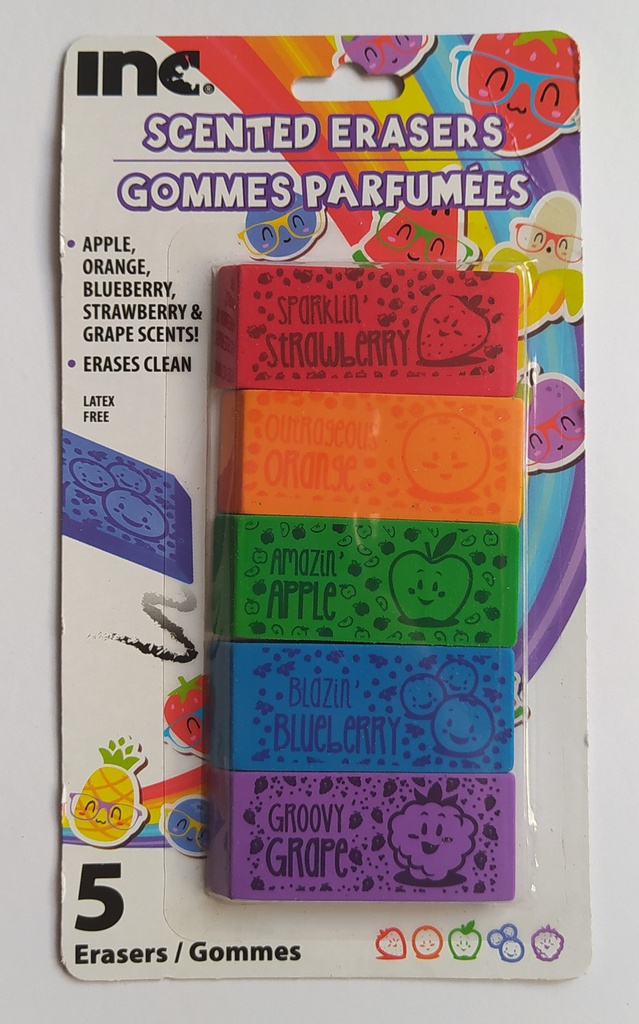 inc.®
SCENTED ERASERS
GOMMES PARFUMÉES
• APPLE,
ORANGE,
BLUEBERRY,
STRAWBERRY &
GRAPE SCENTS!
• ERASES CLEAN
LATEX
FREE
SPARKLIN'
STRAWBERRY
OUTRAGEOUS
ORANGE
AMAZIN'
APPLE
BLAZIN'
BLUEBERRY
GROOVY
GRAPE
5
Erasers / Gommes